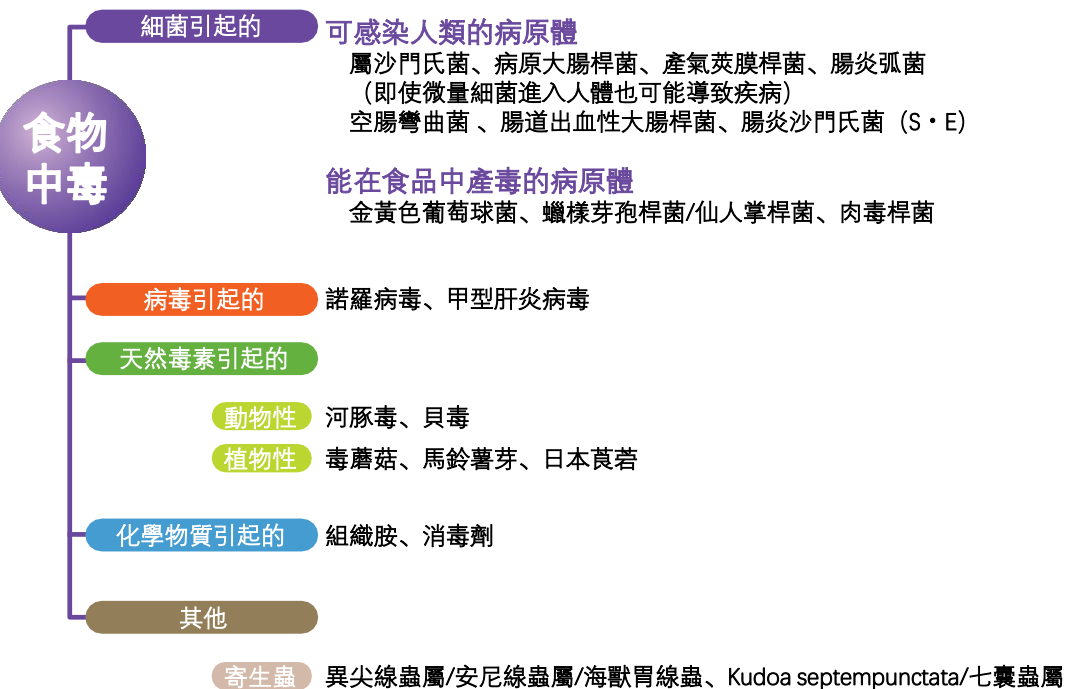 食物
中毒
細菌引起的
可感染人類的病原體
屬沙門氏菌、病原大腸桿菌、產氣莢膜桿菌、腸炎弧菌
（即使微量細菌進入人體也可能導致疾病）
空腸彎曲菌 、腸道出血性大腸桿菌、腸炎沙門氏菌（S・E）
能在食品中產毒的病原體
金黃色葡萄球菌、蠟樣芽孢桿菌/仙人掌桿菌、肉毒桿菌
病毒引起的
諾羅病毒、甲型肝炎病毒
天然毒素引起的
動物性
河豚毒、貝毒
植物性
毒蘑菇、馬鈴薯芽、日本莨菪
化學物質引起的
組織胺、消毒劑
其他
寄生蟲
異尖線蟲屬/安尼線蟲屬/海獸胃線蟲、Kudoa septempunctata/七囊蟲屬